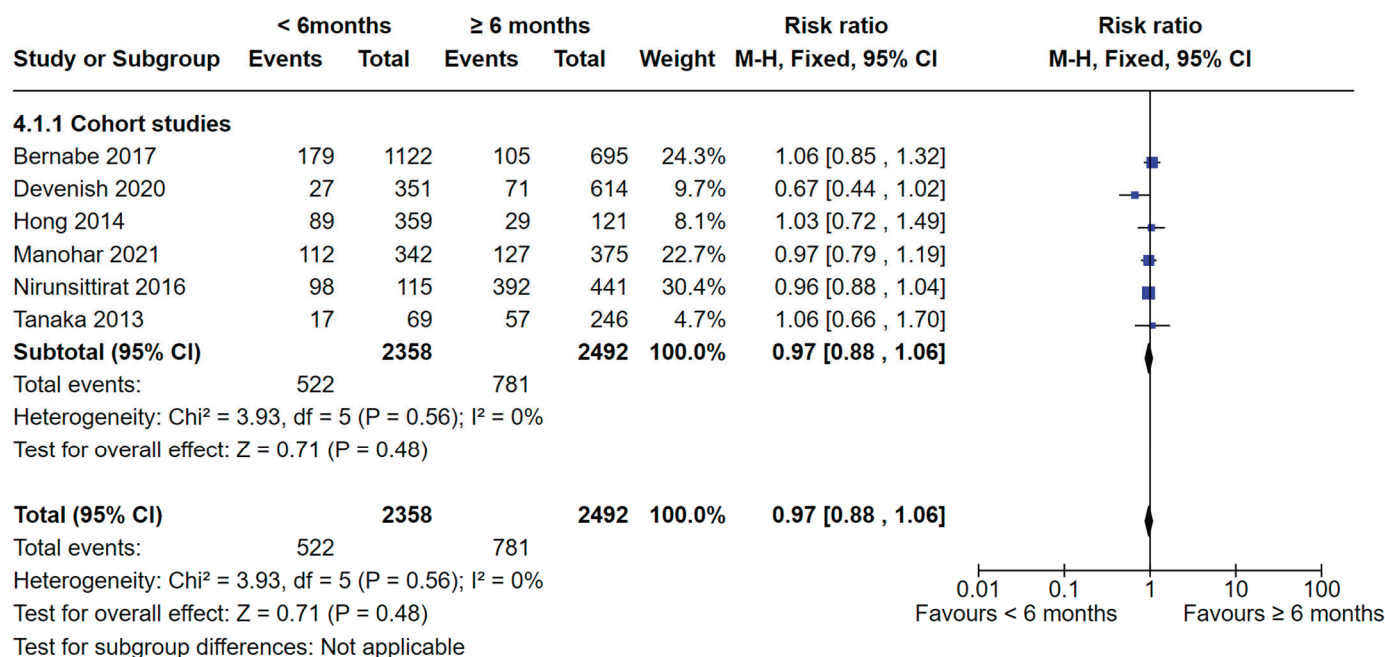 < 6months ≥ 6 months Risk ratio Risk ratio
Study or Subgroup Events Total Events Total Weight M-H, Fixed, 95% CI M-H, Fixed, 95% CI
4.1.1 Cohort studies
Bernabe 2017 179 1122 105 695 24.3% 1.06 [0.85 , 1.32]
Devenish 2020 27 351 71 614 9.7% 0.67 [0.44 , 1.02]
Hong 2014 89 359 29 121 8.1% 1.03 [0.72 , 1.49]
Manohar 2021 112 342 127 375 22.7% 0.97 [0.79 , 1.19]
Nirunsittirat 2016 98 115 392 441 30.4% 0.96 [0.88 , 1.04]
Tanaka 2013 17 69 57 246 4.7% 1.06 [0.66 , 1.70]
Subtotal (95% CI) 2358 2492 100.0% 0.97 [0.88 , 1.06]
Total events: 522 781
Heterogeneity: Chi² = 3.93, df = 5 (P = 0.56); I² = 0%
Test for overall effect: Z = 0.71 (P = 0.48)
Total (95% CI) 2358 2492 100.0% 0.97 [0.88 , 1.06]
Total events: 522 781
Heterogeneity: Chi² = 3.93, df = 5 (P = 0.56); I² = 0%
Test for overall effect: Z = 0.71 (P = 0.48)
Test for subgroup differences: Not applicable
0.01 0.1 1 10 100
Favours < 6 months Favours ≥ 6 months